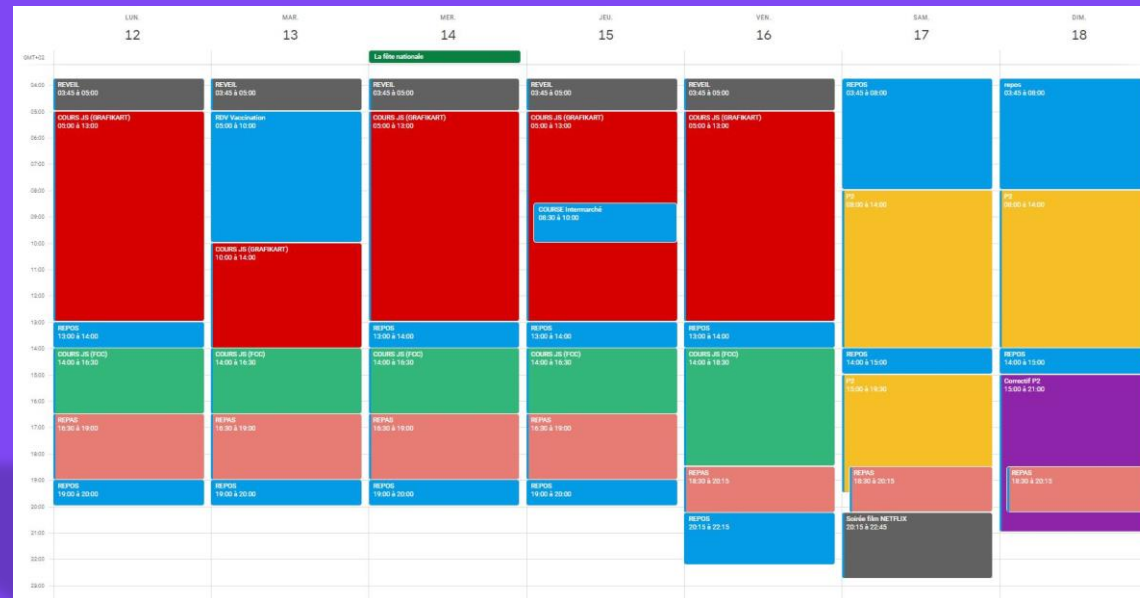 LUN.
12
MAR.
13
MER.
14
JEU.
15
VEN.
16
SAM.
17
DIM.
18
GMT+02
La fête nationale
04:00
05:00
06:00
07:00
08:00
09:00
10:00
11:00
12:00
13:00
14:00
15:00
16:00
17:00
18:00
19:00
20:00
21:00
22:00
23:00
REVEIL
03:45 à 05:00
COURS JS (GRAFIKART)
05:00 à 13:00
REPOS
13:00 à 14:00
COURS JS (FCC)
14:00 à 16:30
REPAS
16:30 à 19:00
REPOS
19:00 à 20:00
REVEIL
03:45 à 05:00
RDV Vaccination
05:00 à 10:00
COURS JS (GRAFIKART)
10:00 à 14:00
COURS JS (FCC)
14:00 à 16:30
REPAS
16:30 à 19:00
REPOS
19:00 à 20:00
REVEIL
03:45 à 05:00
COURS JS (GRAFIKART)
05:00 à 13:00
REPOS
13:00 à 14:00
COURS JS (FCC)
14:00 à 16:30
REPAS
16:30 à 19:00
REPOS
19:00 à 20:00
REVEIL
03:45 à 05:00
COURS JS (GRAFIKART)
05:00 à 13:00
COURSE Intermarché
08:30 à 10:00
REPOS
13:00 à 14:00
COURS JS (FCC)
14:00 à 16:30
REPAS
16:30 à 19:00
REPOS
19:00 à 20:00
REVEIL
03:45 à 05:00
COURS JS (GRAFIKART)
05:00 à 13:00
REPOS
13:00 à 14:00
COURS JS (FCC)
14:00 à 18:30
REPAS
18:30 à 20:15
REPOS
20:15 à 22:15
REPOS
03:45 à 08:00
P2
08:00 à 14:00
REPOS
14:00 à 15:00
P2
15:00 à 19:30
REPAS
18:30 à 20:15
Soirée film NETFLIX
20:15 à 22:45
repos
03:45 à 08:00
P2
08:00 à 14:00
REPOS
14:00 à 15:00
Correctif P2
15:00 à 21:00
REPAS
18:30 à 20:15